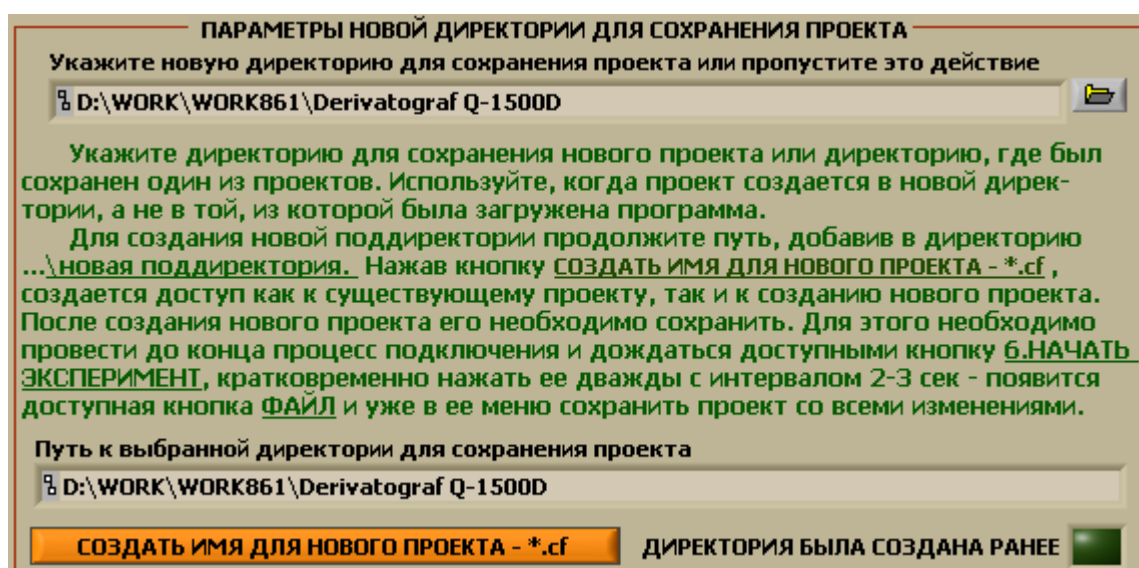 ПАРАМЕТРЫ НОВОЙ ДИРЕКТОРИИ ДЛЯ СОХРАНЕНИЯ ПРОЕКТА
Укажите новую директорию для сохранения проекта или пропустите это действие
D:\WORK\WORK861\Derivatograf Q-1500D
Укажите директорию для сохранения нового проекта или директорию, где был
сохранен один из проектов. Используйте, когда проект создается в новой дирек-
тории, а не в той, из которой была загружена программа.
Для создания новой поддиректории продолжите путь, добавив в директорию
...\новая поддиректория. Нажав кнопку СОЗДАТЬ ИМЯ ДЛЯ НОВОГО ПРОЕКТА - *.cf ,
создается доступ как к существующему проекту, так и к созданию нового проекта.
После создания нового проекта его необходимо сохранить. Для этого необходимо
провести до конца процесс подключения и дождаться доступными кнопку 6.НАЧАТЬ
ЭКСПЕРИМЕНТ, кратковременно нажать ее дважды с интервалом 2-3 сек - появится
доступная кнопка ФАЙЛ и уже в ее меню сохранить проект со всеми изменениями.
Путь к выбранной директории для сохранения проекта
D:\WORK\WORK861\Derivatograf Q-1500D
СОЗДАТЬ ИМЯ ДЛЯ НОВОГО ПРОЕКТА - *.cf ДИРЕКТОРИЯ БЫЛА СОЗДАНА РАНЕЕ